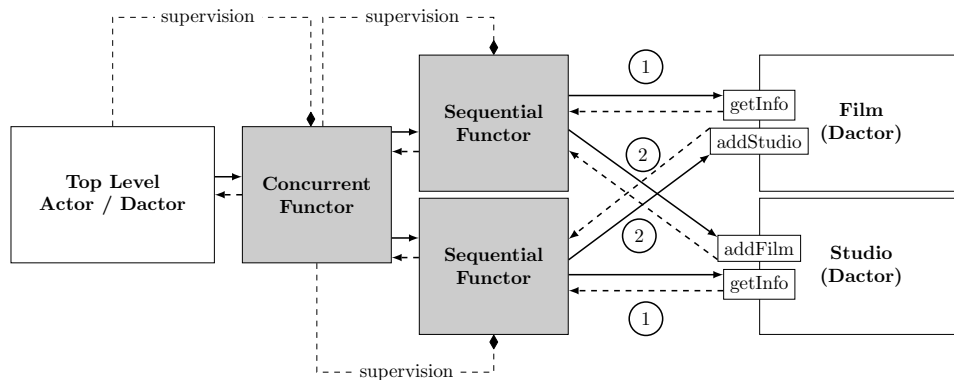 supervision
supervision
1
Sequential
Functor
getInfo
Film
(Dactor)
addStudio
Top Level
Actor / Dactor
Concurrent
Functor
2
2
Sequential
Functor
addFilm
Studio
(Dactor)
getInfo
1
supervision